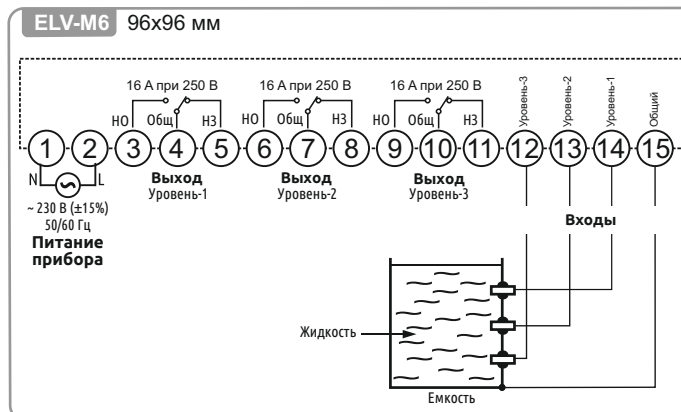 ELV-M6 96x96 мм
16 А при 250 В 16 А при 250 В 16 А при 250 В
Уровень-3
Уровень-2
Уровень-1
Общий
НО Общ НЗ НО Общ НЗ НО Общ НЗ
1 2 3 4 5 6 7 8 9 10 11 12 13 14 15
N L
Выход Выход Выход
Уровень-1 Уровень-2 Уровень-3
~ 230 В (±15%)
50/60 Гц
Питание
прибора
Входы
Жидкость
Емкость